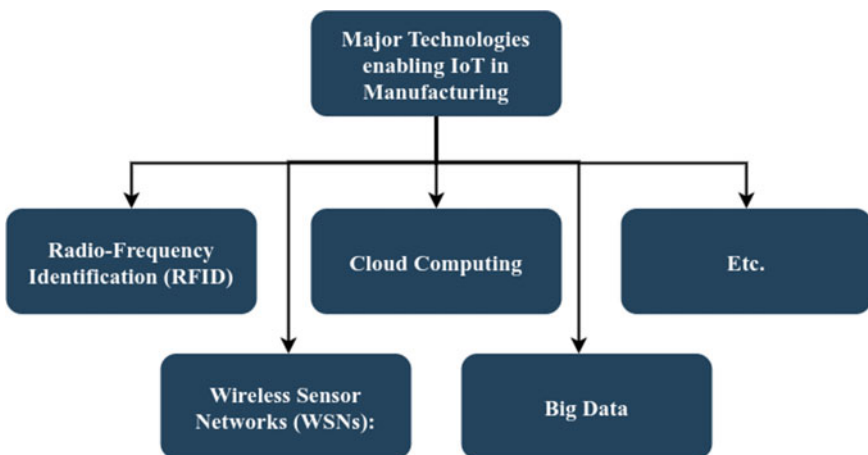 Major Technologies
enabling IoT in
Manufacturing
Radio-Frequency
Identification (RFID)
Cloud Computing
Etc.
Wireless Sensor
Networks (WSNs):
Big Data